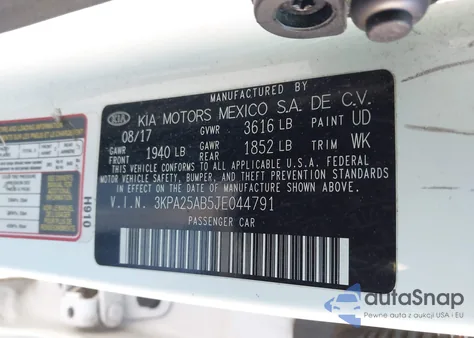 MANUFACTURED BY
KIA KIA MOTORS MEXICO S.A. DE C.V.
08/17 GVWR 3616 LB PAINT UD
GAWR FRONT 1940 LB GAWR REAR 1852 LB TRIM WK
THIS VEHICLE CONFORMS TO ALL APPLICABLE U.S.A. FEDERAL
MOTOR VEHICLE SAFETY, BUMPER, AND THEFT PREVENTION
STANDARDS IN EFFECT ON THE DATE OF MANUFACTURE SHOWN ABOVE.
V.I.N. 3KPA25AB5JE044791
PASSENGER CAR
H910
autoSnap
Pewne auta z aukcji USA i EU